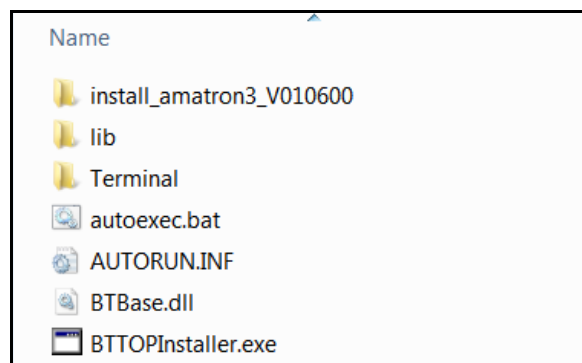 Name
install_amatron3_V010600
lib
Terminal
autoexec.bat
AUTORUN.INF
BTBase.dll
BTTOPInstaller.exe